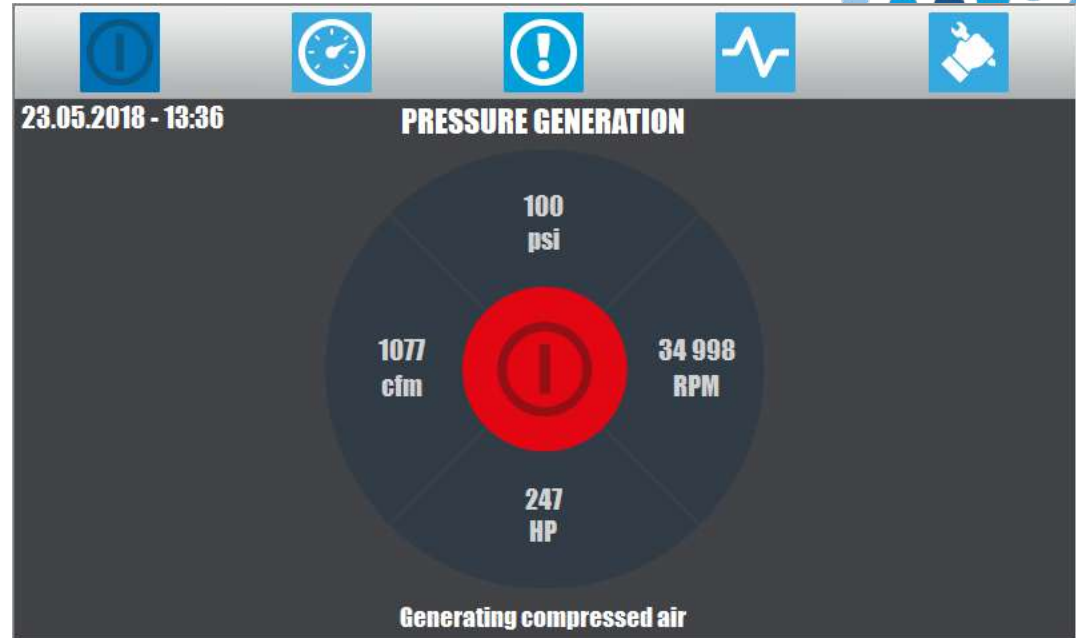 23.05.2018 - 13:36
PRESSURE GENERATION
100
psi
1077
cfm
34 998
RPM
247
HP
Generating compressed air